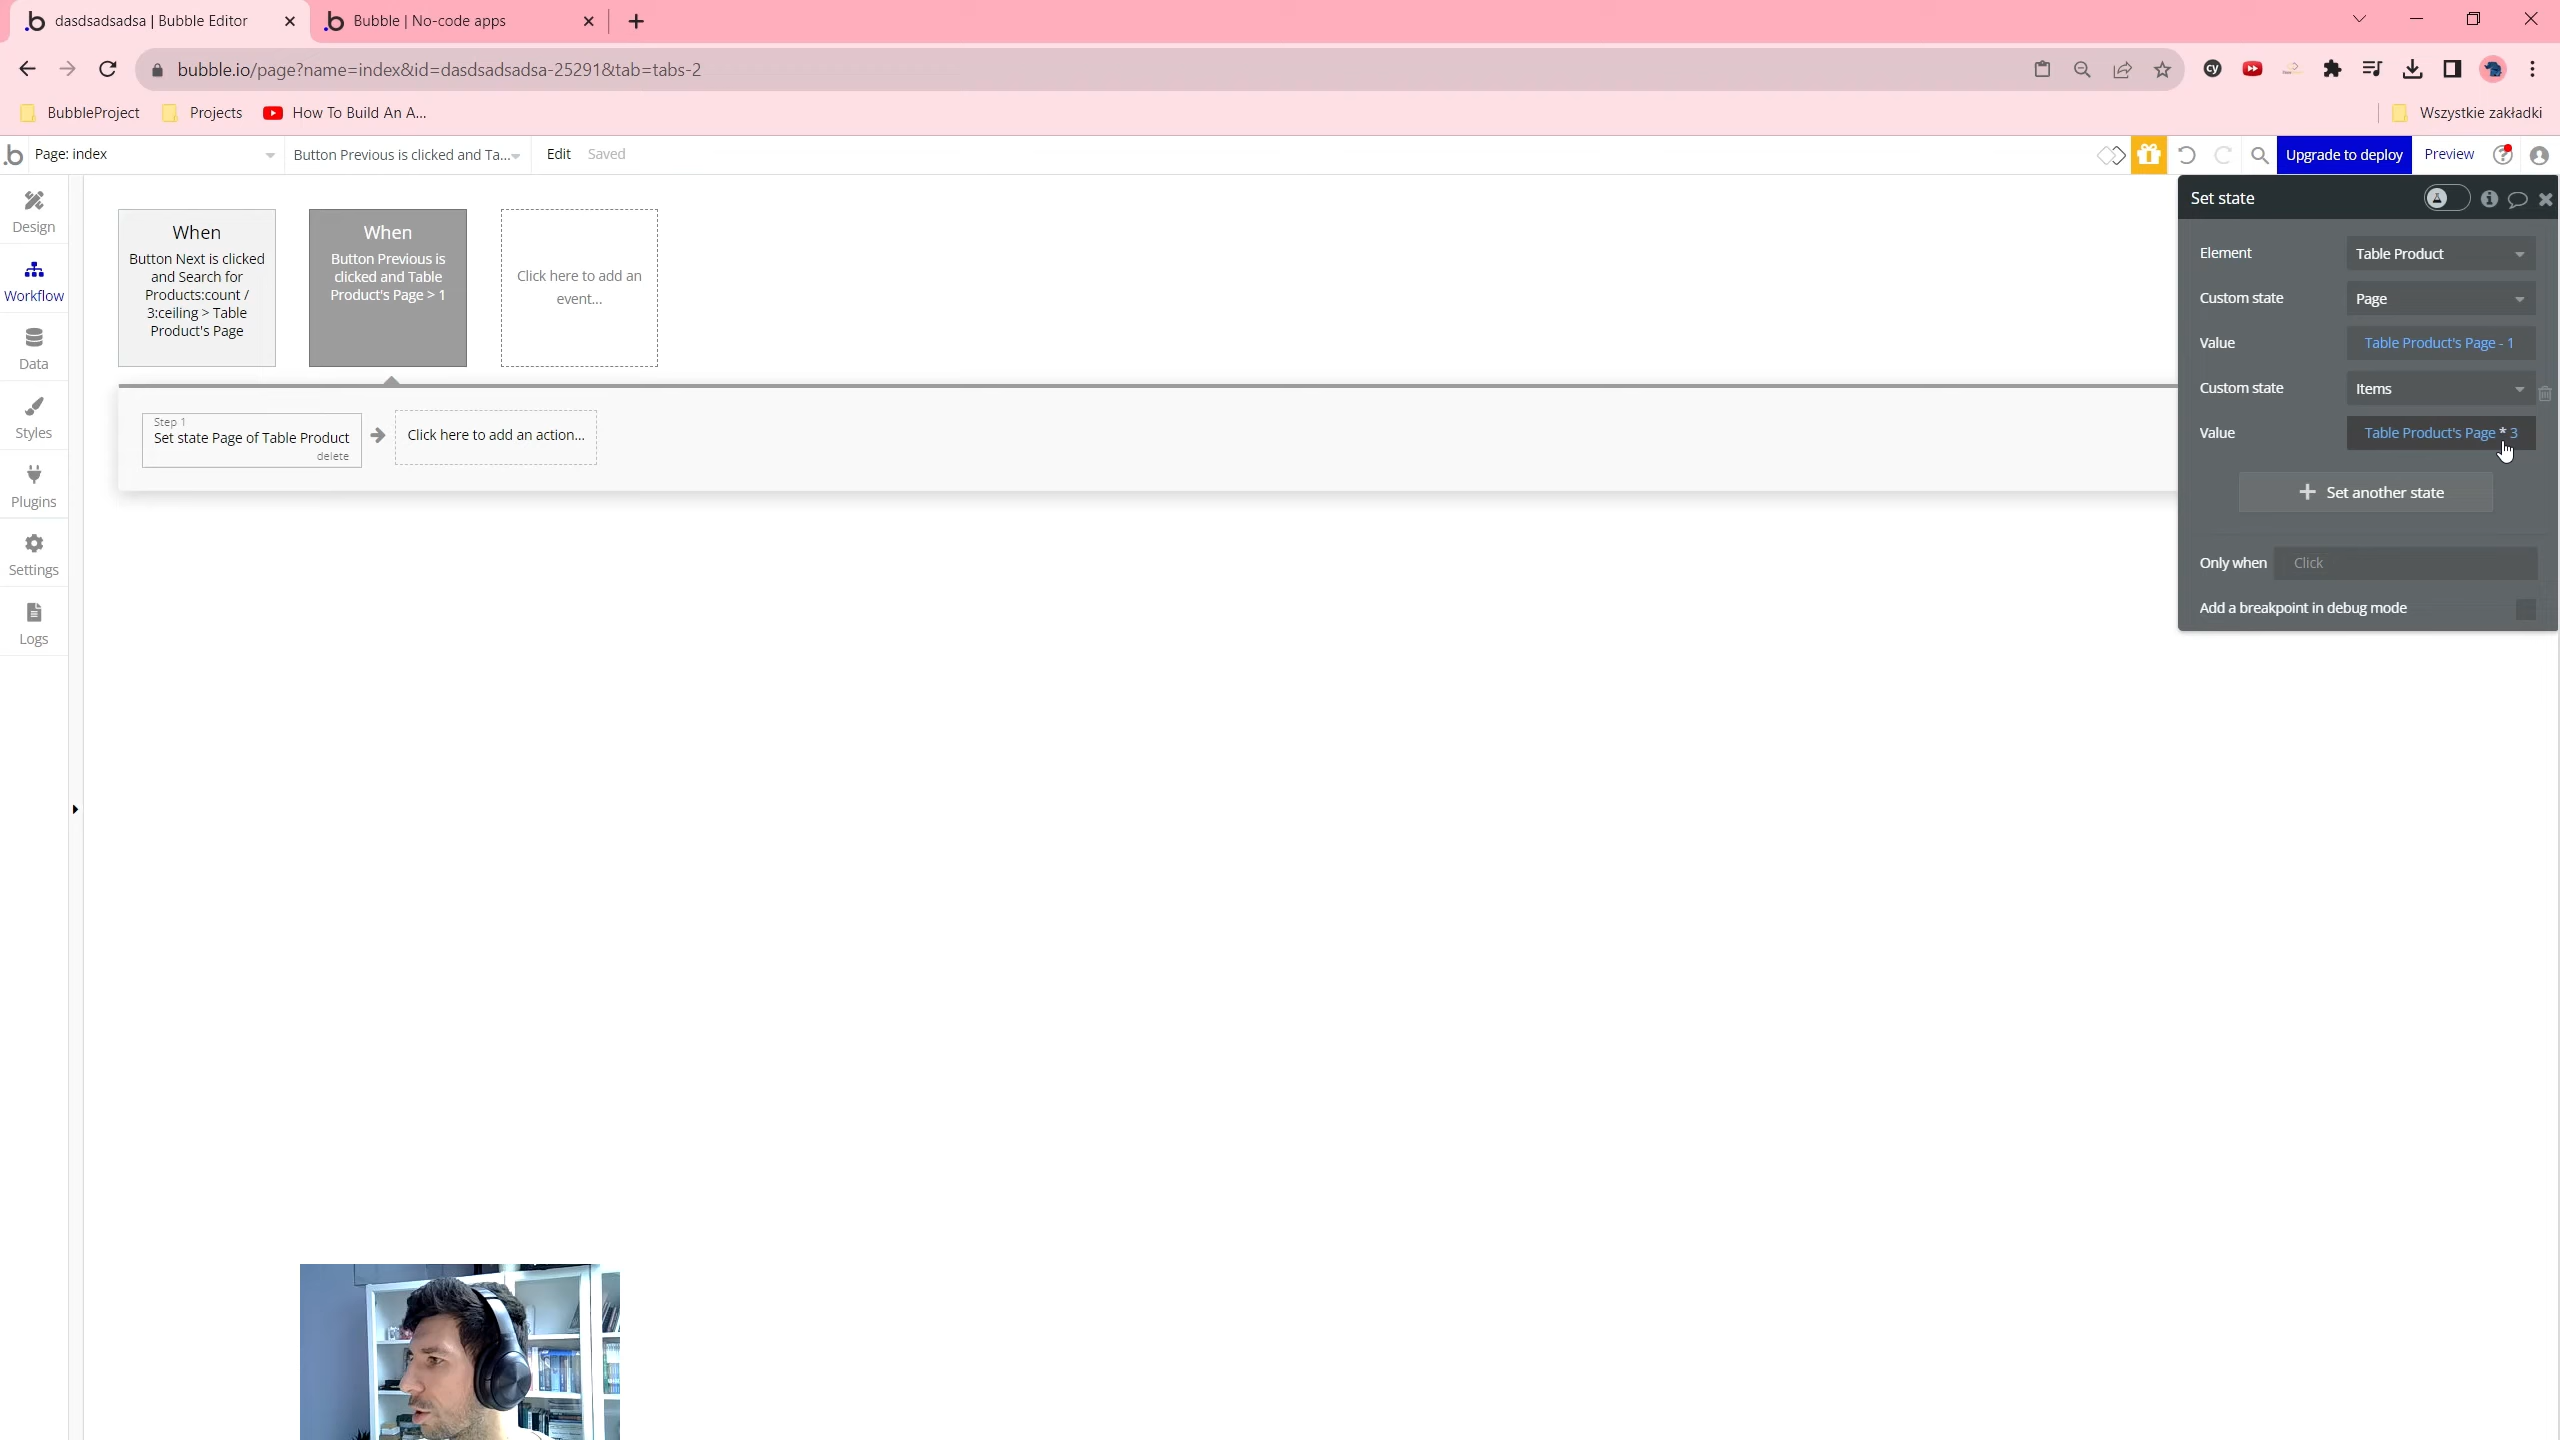 dasdsadsadsa | Bubble Editor
Bubble | No-code apps
bubble.io/page?name=index&id=dasdsadsadsa-25291&tab=tabs-2
BubbleProject
Projects
How To Build An A...
Wszystkie zakładki
Page: index
Button Previous is clicked and Ta...
Edit
Saved
Upgrade to deploy
Preview
Design
Workflow
Data
Styles
Plugins
Settings
Logs
When
Button Next is clicked
and Search for
Products:count /
3:ceiling > Table
Product's Page
When
Button Previous is
clicked and Table
Product's Page > 1
Click here to add an
event...
Step 1
Set state Page of Table Product
delete
Click here to add an action...
Set state
Element
Table Product
Custom state
Page
Value
Table Product's Page - 1
Custom state
Items
Value
Table Product's Page * 3
Set another state
Only when
Click
Add a breakpoint in debug mode